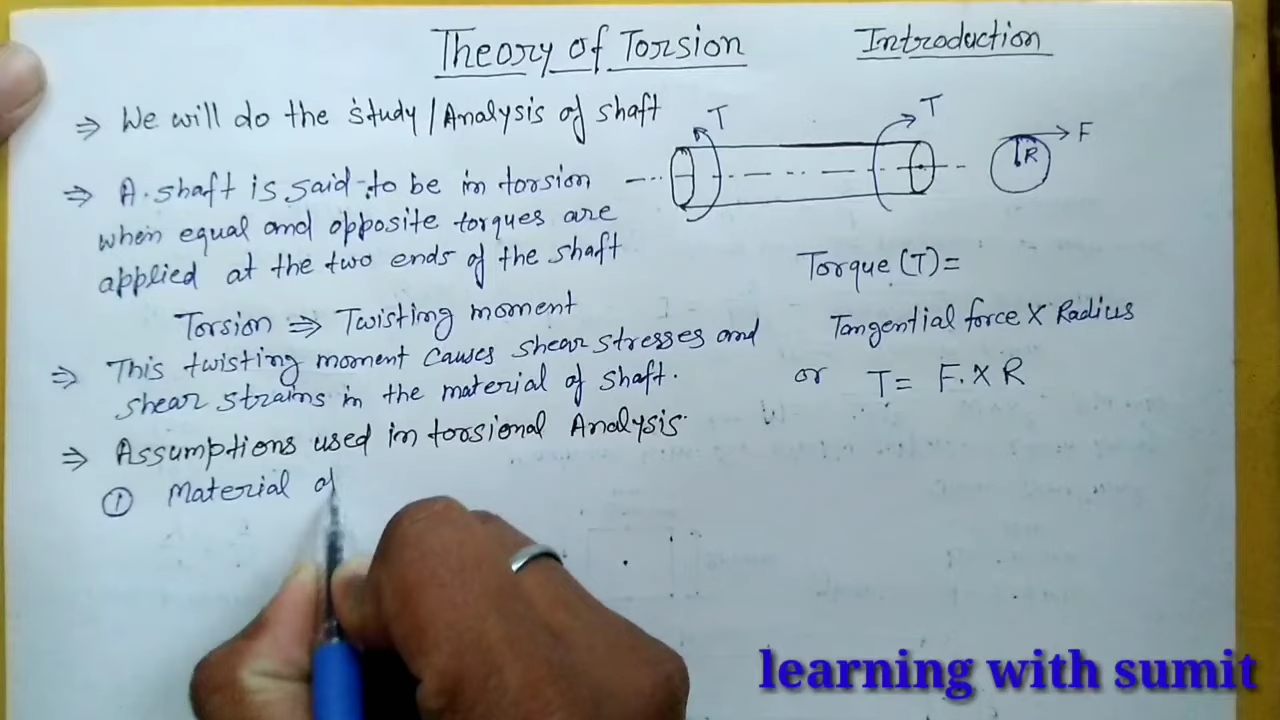 Theory of Torsion Introduction
⇒ We will do the study / Analysis of shaft
⇒ A shaft is said to be in torsion
when equal and opposite torques are
applied at the two ends of the shaft
Torsion ⇒ Twisting moment
⇒ This twisting moment causes shear stresses and
shear strains in the material of shaft.
⇒ Assumptions used in torsional Analysis.
① Material of
T
T
F
R
Torque (T) =
Tangential force X Radius
or T = F. X R
learning with sumit